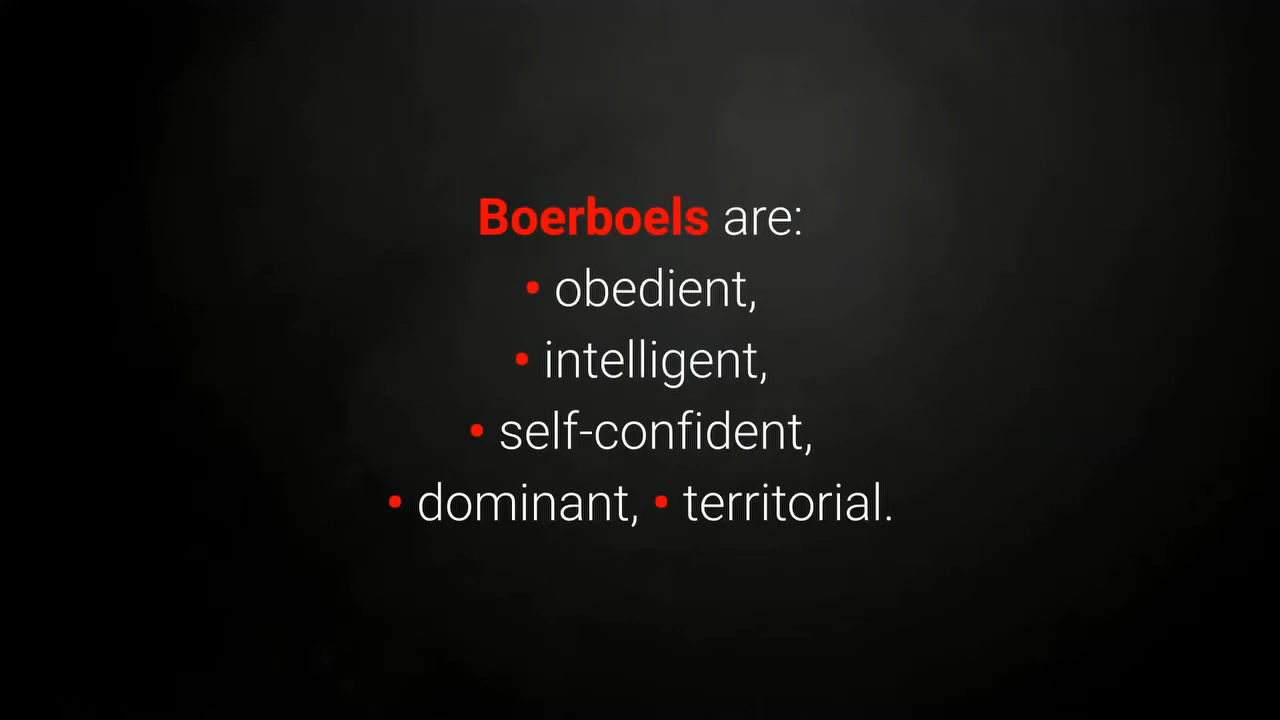 Boerboels are:
• obedient,
• intelligent,
• self-confident,
• dominant, • territorial.